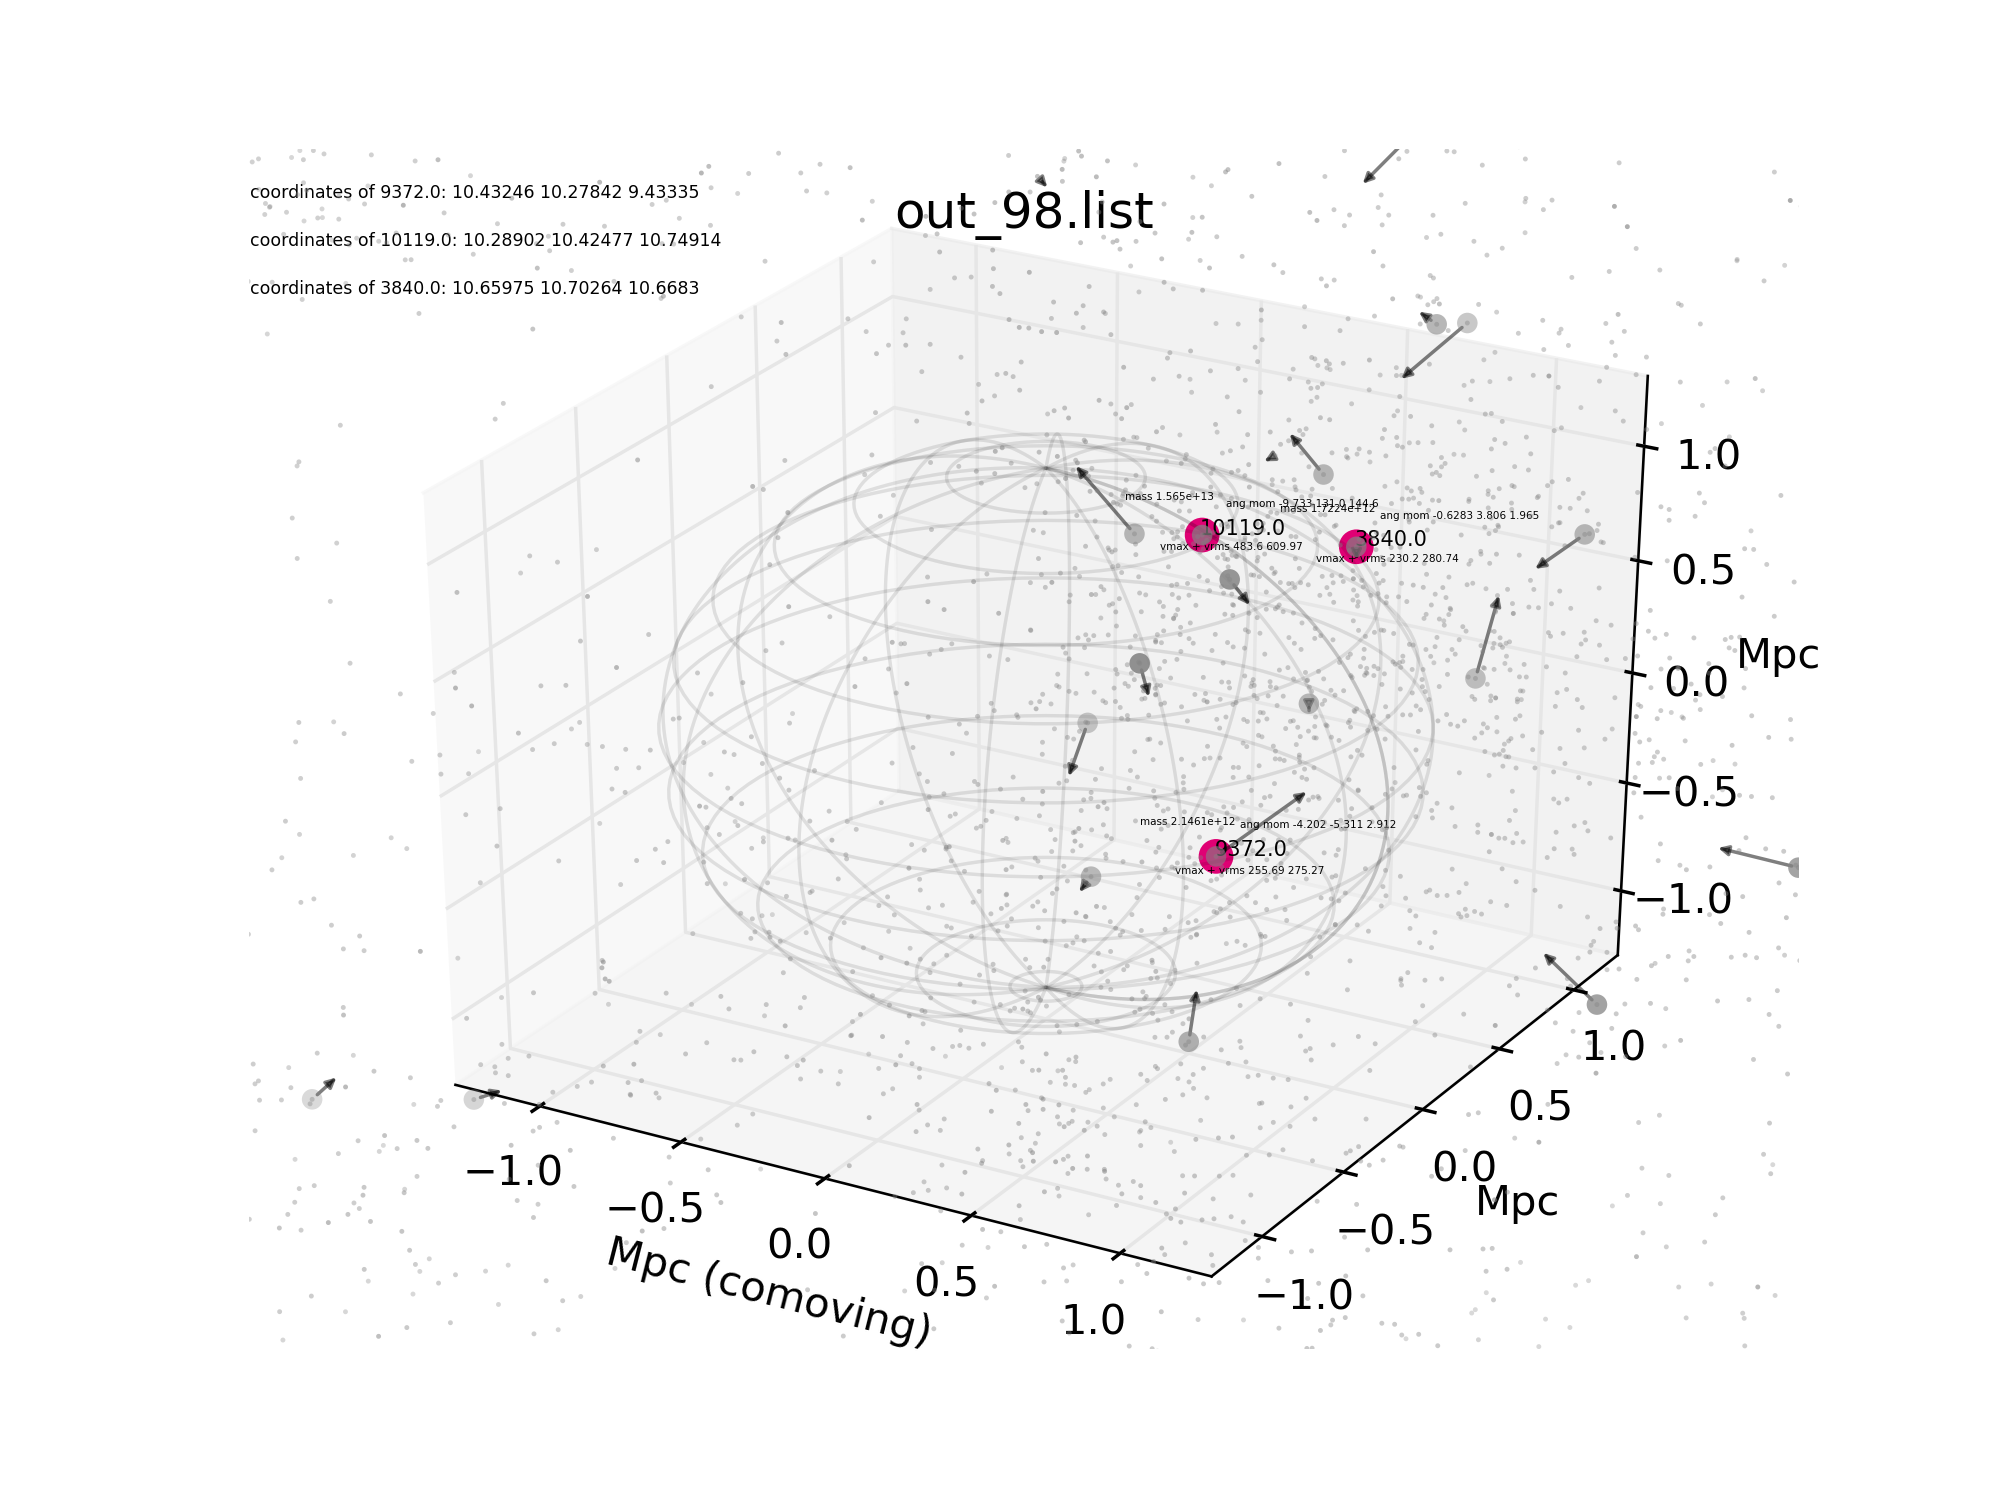 coordinates of 9372.0: 10.43246 10.27842 9.43335
out_98.list
coordinates of 10119.0: 10.28902 10.42477 10.74914
coordinates of 3840.0: 10.65975 10.70264 10.6683
1.0
mass 1.565e+13
ang mom -9.733 131.0 144.6
mass 1.7224e+12
ang mom -0.6283 3.806 1.965
10119.0
3840.0
vmax + vrms 483.6 609.97
vmax + vrms 230.2 280.74
0.5
Mpc
0.0
−0.5
mass 2.1461e+12
ang mom -4.202 -5.311 2.912
9372.0
vmax + vrms 255.69 275.27
−1.0
1.0
0.5
0.0
Mpc
−0.5
−1.0
−1.0
−0.5
0.0
0.5
1.0
Mpc (comoving)